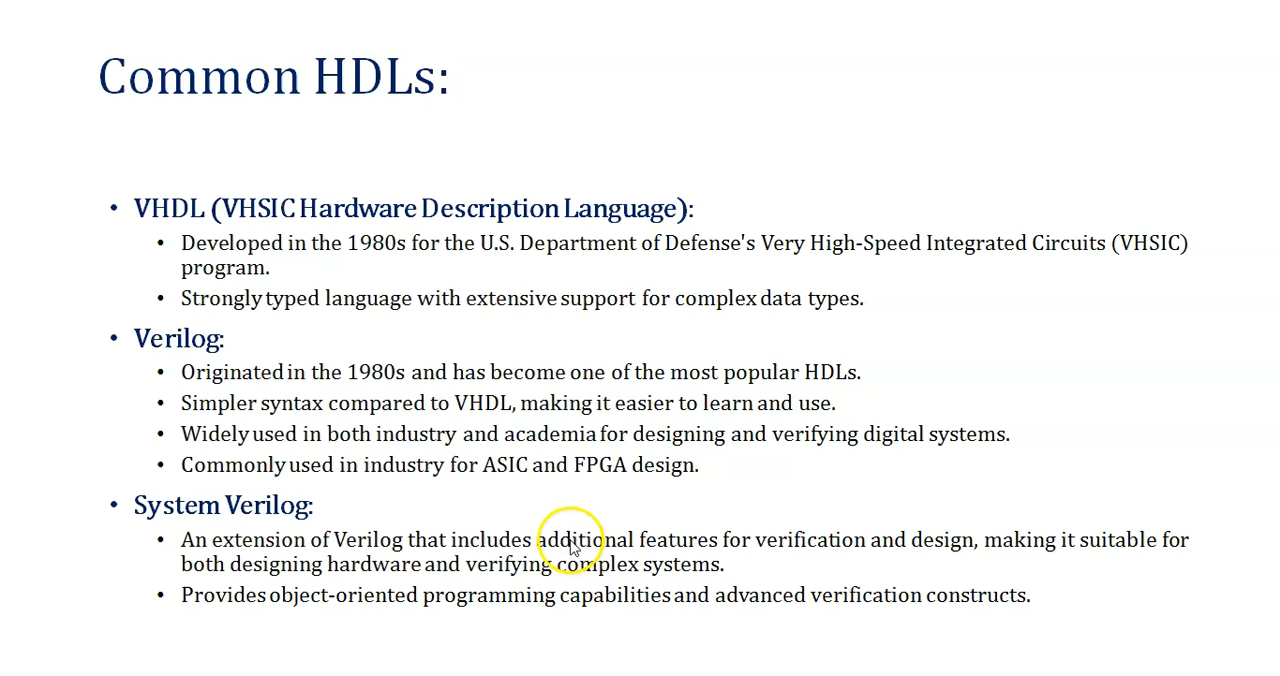 Common HDLs:
• VHDL (VHSIC Hardware Description Language):
• Developed in the 1980s for the U.S. Department of Defense's Very High-Speed Integrated Circuits (VHSIC)
program.
• Strongly typed language with extensive support for complex data types.
• Verilog:
• Originated in the 1980s and has become one of the most popular HDLs.
• Simpler syntax compared to VHDL, making it easier to learn and use.
• Widely used in both industry and academia for designing and verifying digital systems.
• Commonly used in industry for ASIC and FPGA design.
• System Verilog:
• An extension of Verilog that includes additional features for verification and design, making it suitable for
both designing hardware and verifying complex systems.
• Provides object-oriented programming capabilities and advanced verification constructs.